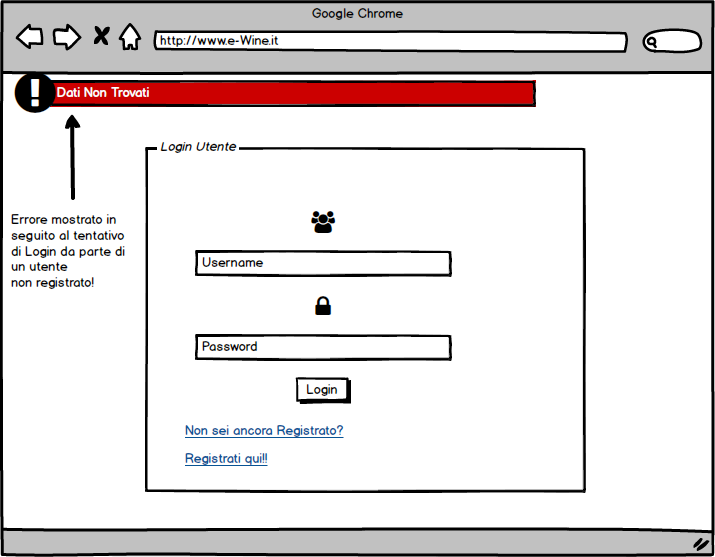 Google Chrome
http://www.e-Wine.it
Dati Non Trovati
Login Utente
Errore mostrato in
seguito al tentativo
di Login da parte di
un utente
non registrato!
Username
Password
Login
Non sei ancora Registrato?
Registrati qui!!